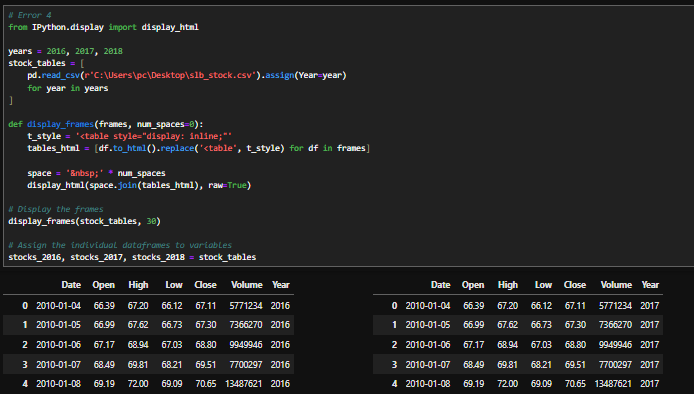 # Error 4
from IPython.display import display_html
years = 2016, 2017, 2018
stock_tables = [
pd.read_csv(r'C:\Users\pc\Desktop\slb_stock.csv').assign(Year=year)
for year in years
]
def display_frames(frames, num_spaces=0):
t_style = '<table style="display: inline;"'
tables_html = [df.to_html().replace('<table', t_style) for df in frames]
space = '&nbsp;' * num_spaces
display_html(space.join(tables_html), raw=True)
# Display the frames
display_frames(stock_tables, 30)
# Assign the individual dataframes to variables
stocks_2016, stocks_2017, stocks_2018 = stock_tables
Date Open High Low Close Volume Year Date Open High Low Close Volume Year
0 2010-01-04 66.39 67.20 66.12 67.11 5771234 2016 0 2010-01-04 66.39 67.20 66.12 67.11 5771234 2017
1 2010-01-05 66.99 67.62 66.73 67.30 7366270 2016 1 2010-01-05 66.99 67.62 66.73 67.30 7366270 2017
2 2010-01-06 67.17 68.94 67.03 68.80 9949946 2016 2 2010-01-06 67.17 68.94 67.03 68.80 9949946 2017
3 2010-01-07 68.49 69.81 68.21 69.51 7700297 2016 3 2010-01-07 68.49 69.81 68.21 69.51 7700297 2017
4 2010-01-08 69.19 72.00 69.09 70.65 13487621 2016 4 2010-01-08 69.19 72.00 69.09 70.65 13487621 2017